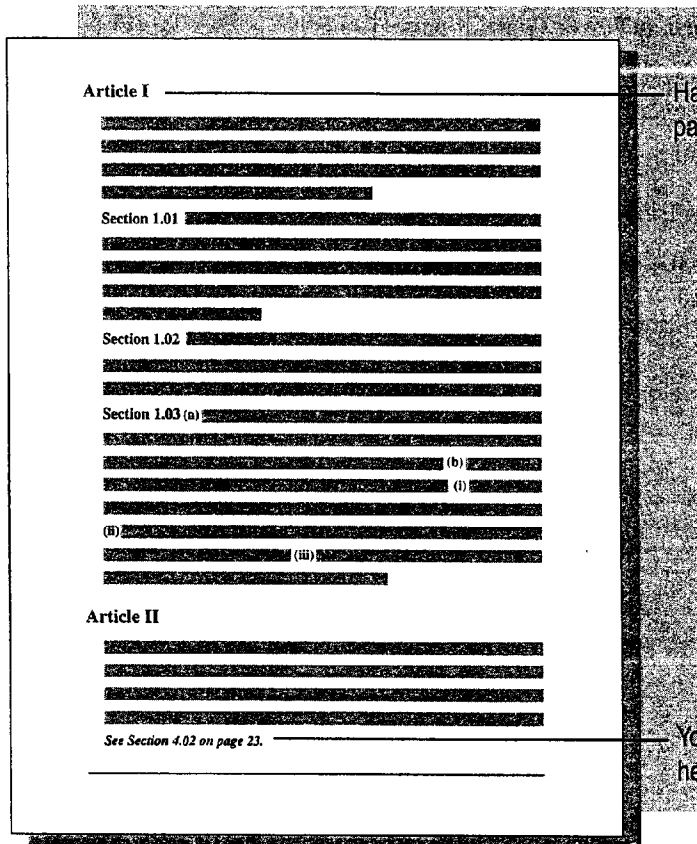 Article I
Section 1.01
Section 1.02
Section 1.03 (a)
(b)
(i)
(ii)
(iii)
Article II
See Section 4.02 on page 23.